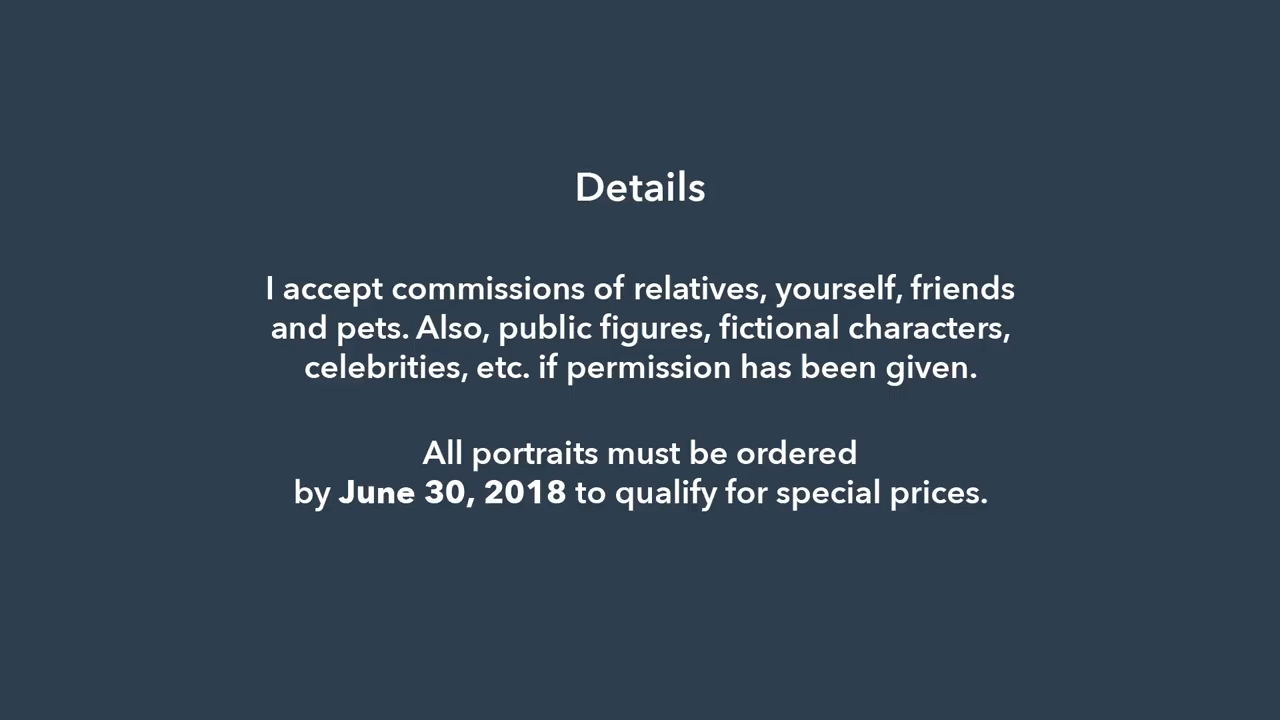 Details
I accept commissions of relatives, yourself, friends
and pets. Also, public figures, fictional characters,
celebrities, etc. if permission has been given.
All portraits must be ordered
by June 30, 2018 to qualify for special prices.